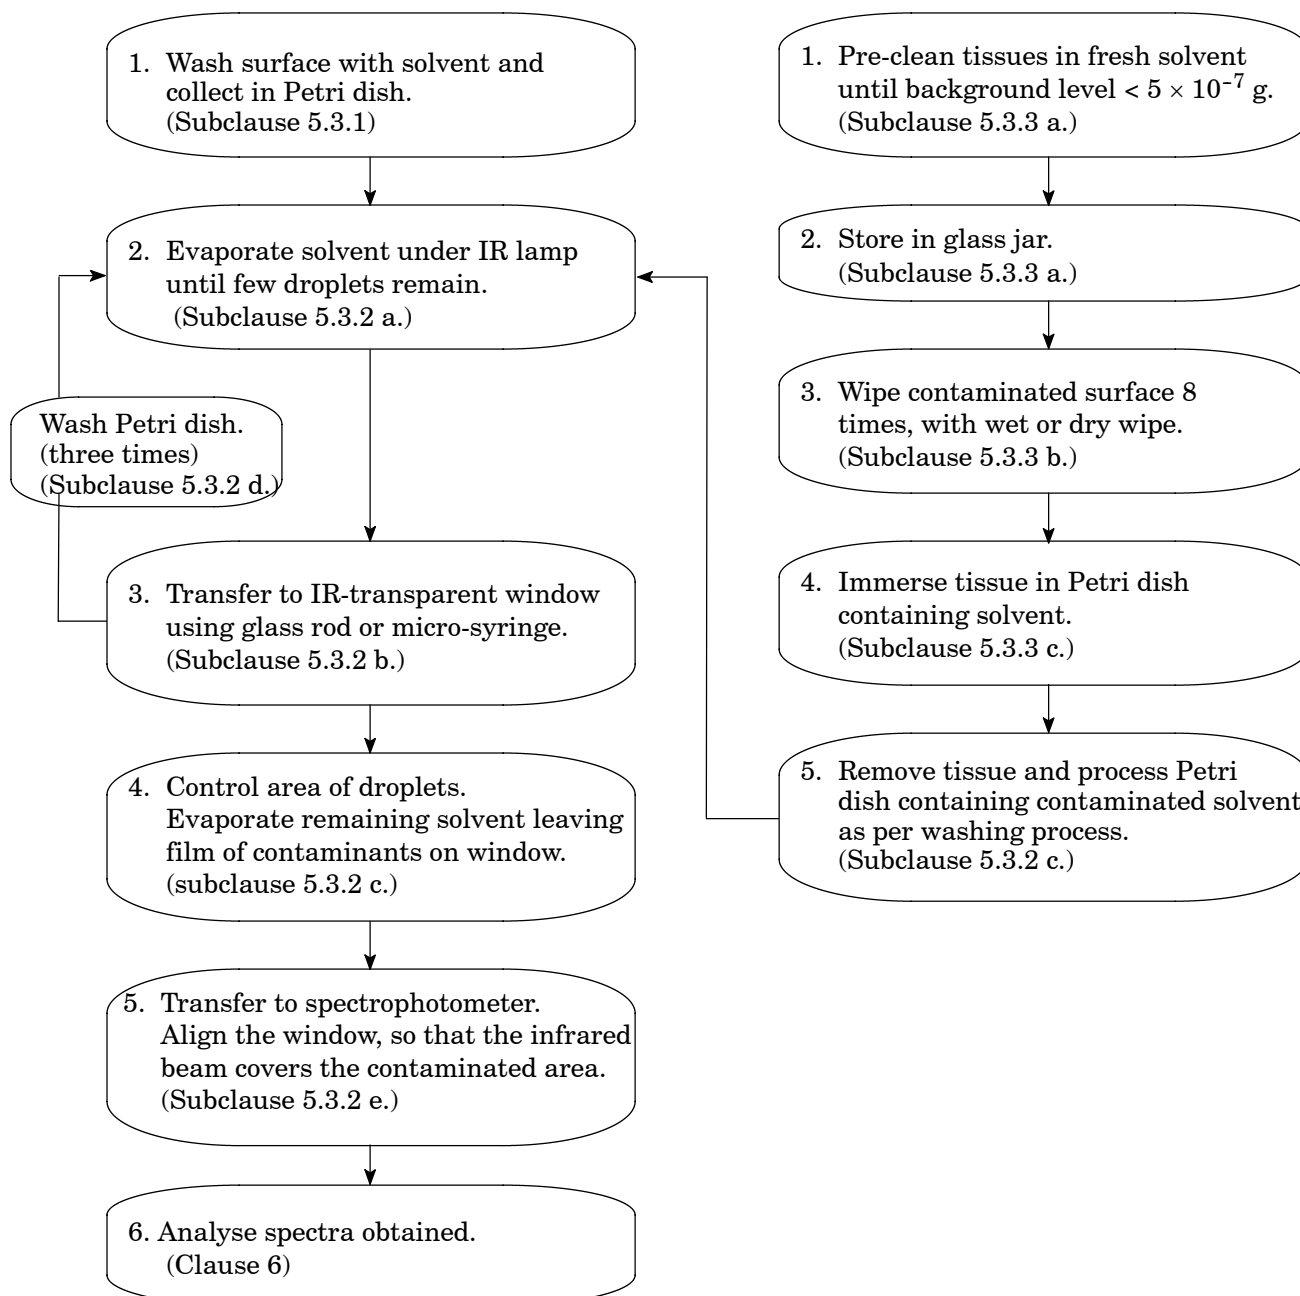 1. Wash surface with solvent and
collect in Petri dish.
(Subclause 5.3.1)
2. Evaporate solvent under IR lamp
until few droplets remain.
(Subclause 5.3.2 a.)
Wash Petri dish.
(three times)
(Subclause 5.3.2 d.)
3. Transfer to IR-transparent window
using glass rod or micro-syringe.
(Subclause 5.3.2 b.)
4. Control area of droplets.
Evaporate remaining solvent leaving
film of contaminants on window.
(subclause 5.3.2 c.)
5. Transfer to spectrophotometer.
Align the window, so that the infrared
beam covers the contaminated area.
(Subclause 5.3.2 e.)
6. Analyse spectra obtained.
(Clause 6)
1. Pre-clean tissues in fresh solvent
until background level < 5 × 10⁻⁷ g.
(Subclause 5.3.3 a.)
2. Store in glass jar.
(Subclause 5.3.3 a.)
3. Wipe contaminated surface 8
times, with wet or dry wipe.
(Subclause 5.3.3 b.)
4. Immerse tissue in Petri dish
containing solvent.
(Subclause 5.3.3 c.)
5. Remove tissue and process Petri
dish containing contaminated solvent
as per washing process.
(Subclause 5.3.2 c.)